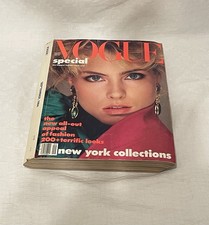 VOGUE
special
the
new all-out
appeal
of fashion
200+terrific looks
new york collections